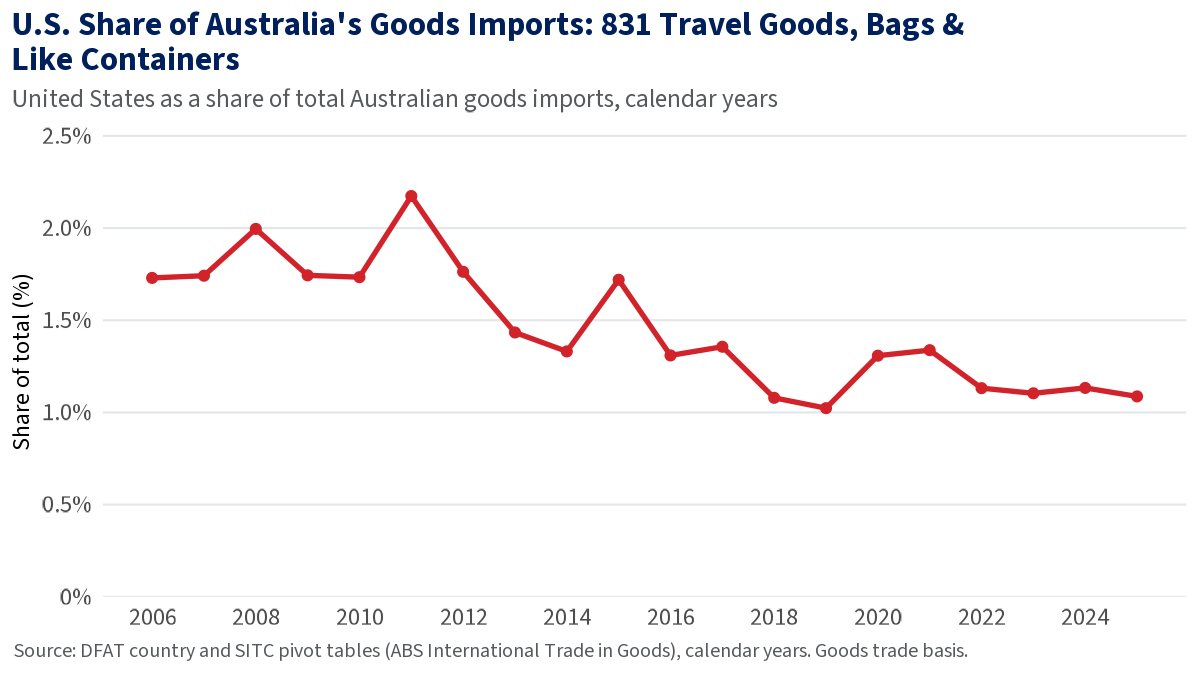 U.S. Share of Australia's Goods Imports: 831 Travel Goods, Bags &
Like Containers
United States as a share of total Australian goods imports, calendar years
2.5%
2.0%
1.5%
1.0%
0.5%
0%
Share of total (%)
2006 2008 2010 2012 2014 2016 2018 2020 2022 2024
Source: DFAT country and SITC pivot tables (ABS International Trade in Goods), calendar years. Goods trade basis.